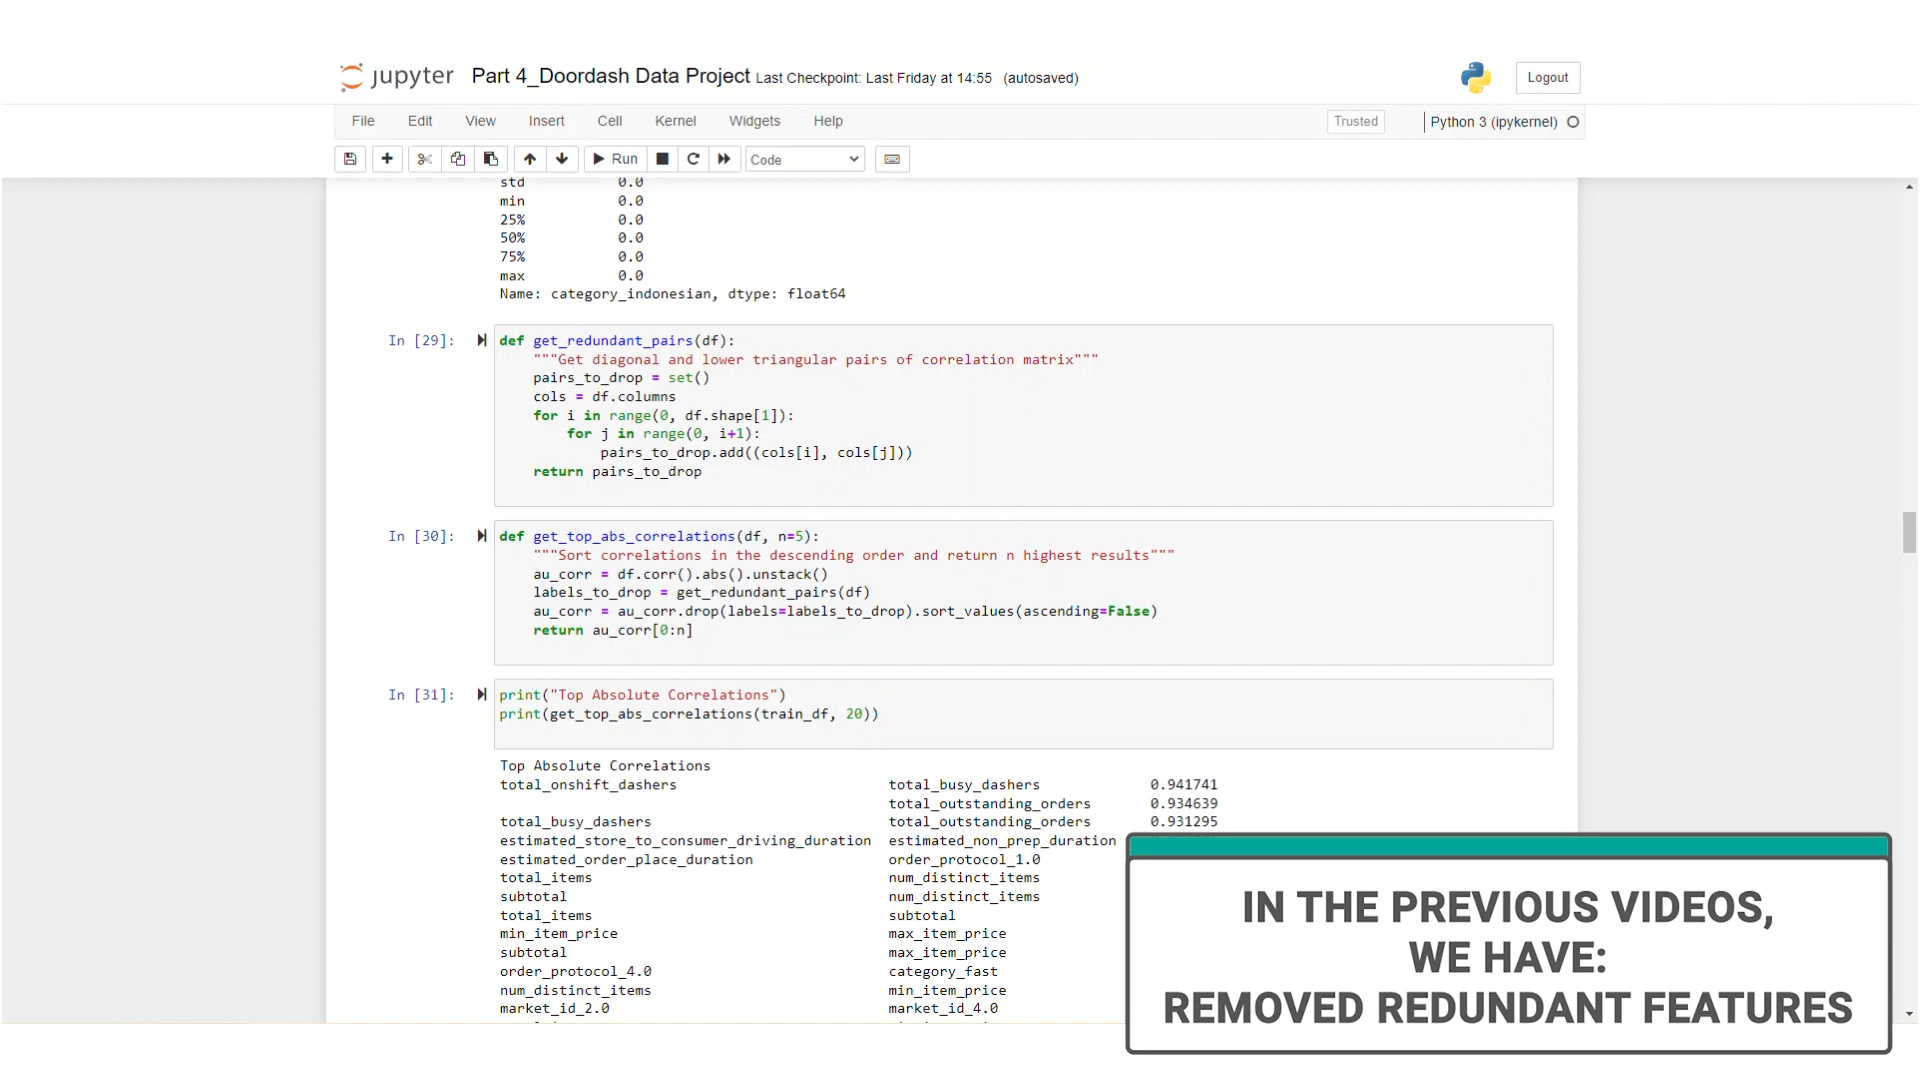 jupyter Part 4_Doordash Data Project Last Checkpoint: Last Friday at 14:55 (autosaved) Logout
File Edit View Insert Cell Kernel Widgets Help Trusted Python 3 (ipykernel)
Run Code
std 0.0
min 0.0
25% 0.0
50% 0.0
75% 0.0
max 0.0
Name: category_indonesian, dtype: float64
In [29]: def get_redundant_pairs(df):
"""Get diagonal and lower triangular pairs of correlation matrix"""
pairs_to_drop = set()
cols = df.columns
for i in range(0, df.shape[1]):
for j in range(0, i+1):
pairs_to_drop.add((cols[i], cols[j]))
return pairs_to_drop
In [30]: def get_top_abs_correlations(df, n=5):
"""Sort correlations in the descending order and return n highest results"""
au_corr = df.corr().abs().unstack()
labels_to_drop = get_redundant_pairs(df)
au_corr = au_corr.drop(labels=labels_to_drop).sort_values(ascending=False)
return au_corr[0:n]
In [31]: print("Top Absolute Correlations")
print(get_top_abs_correlations(train_df, 20))
Top Absolute Correlations
total_onshift_dashers total_busy_dashers 0.941741
total_outstanding_orders 0.934639
total_busy_dashers total_outstanding_orders 0.931295
estimated_store_to_consumer_driving_duration estimated_non_prep_duration
estimated_order_place_duration order_protocol_1.0
total_items num_distinct_items
subtotal num_distinct_items
total_items subtotal
min_item_price max_item_price
subtotal max_item_price
order_protocol_4.0 category_fast
num_distinct_items min_item_price
market_id_2.0 market_id_4.0
IN THE PREVIOUS VIDEOS,
WE HAVE:
REMOVED REDUNDANT FEATURES